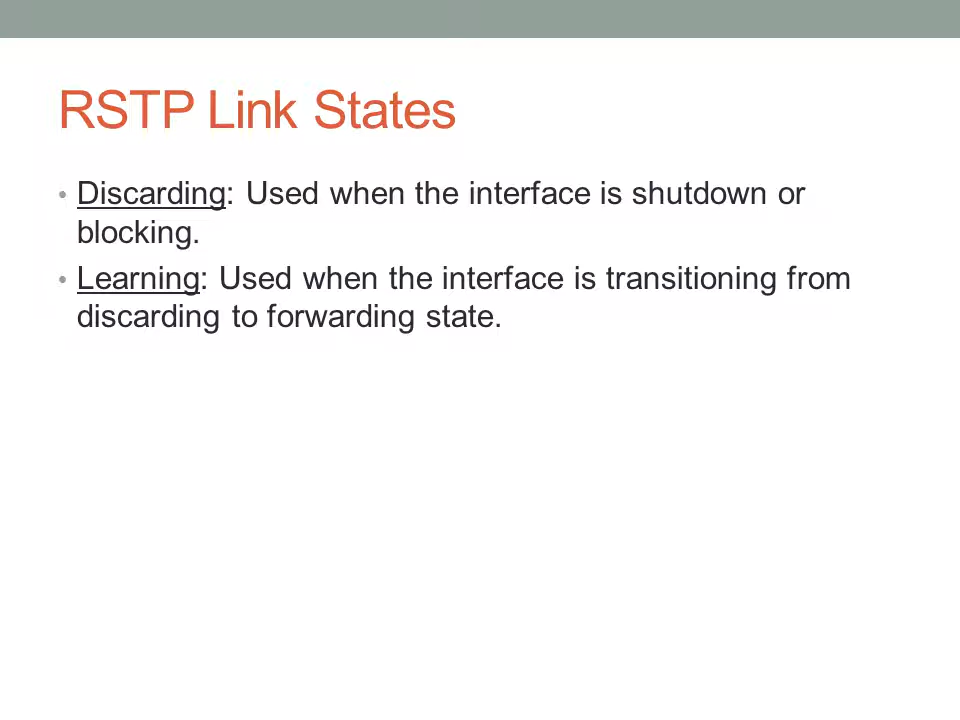 RSTP Link States
• Discarding: Used when the interface is shutdown or
blocking.
• Learning: Used when the interface is transitioning from
discarding to forwarding state.